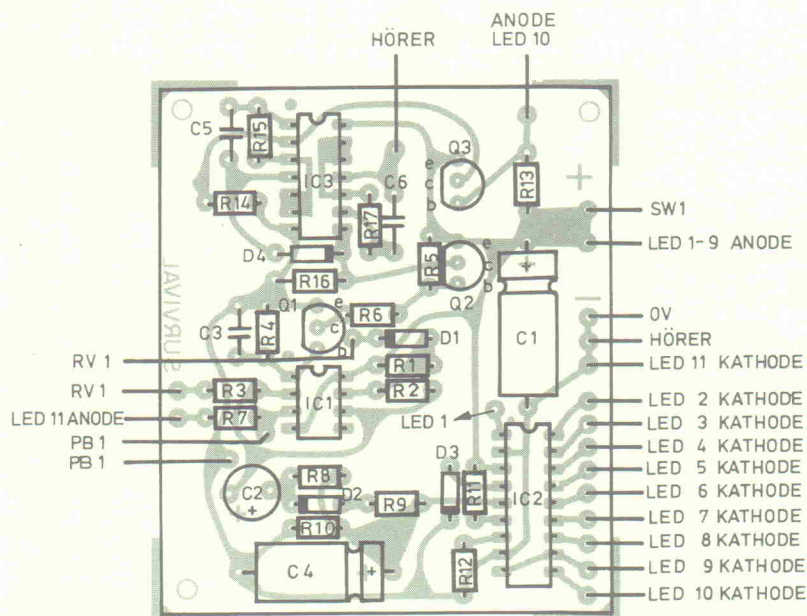 ANODE
LED 10
HÖRER
C5
R15
IC3
C6
Q3
e
c
b
R13
+
R14
R17
SW1
D4
R5
e
c
b
LED 1-9 ANODE
R16
Q2
+
SURVIVAL
Q1
e
c
b
R6
C3
R4
C1
–
0V
D1
HÖRER
RV 1
R1
LED 11 KATHODE
RV 1
R3
IC1
R2
LED 2 KATHODE
LED 11 ANODE
R7
LED 1
LED 3 KATHODE
PB 1
LED 4 KATHODE
PB 1
R8
D3
LED 5 KATHODE
C2
+
D2
R9
R11
IC2
LED 6 KATHODE
R10
LED 7 KATHODE
LED 8 KATHODE
C4
+
R12
LED 9 KATHODE
LED 10 KATHODE